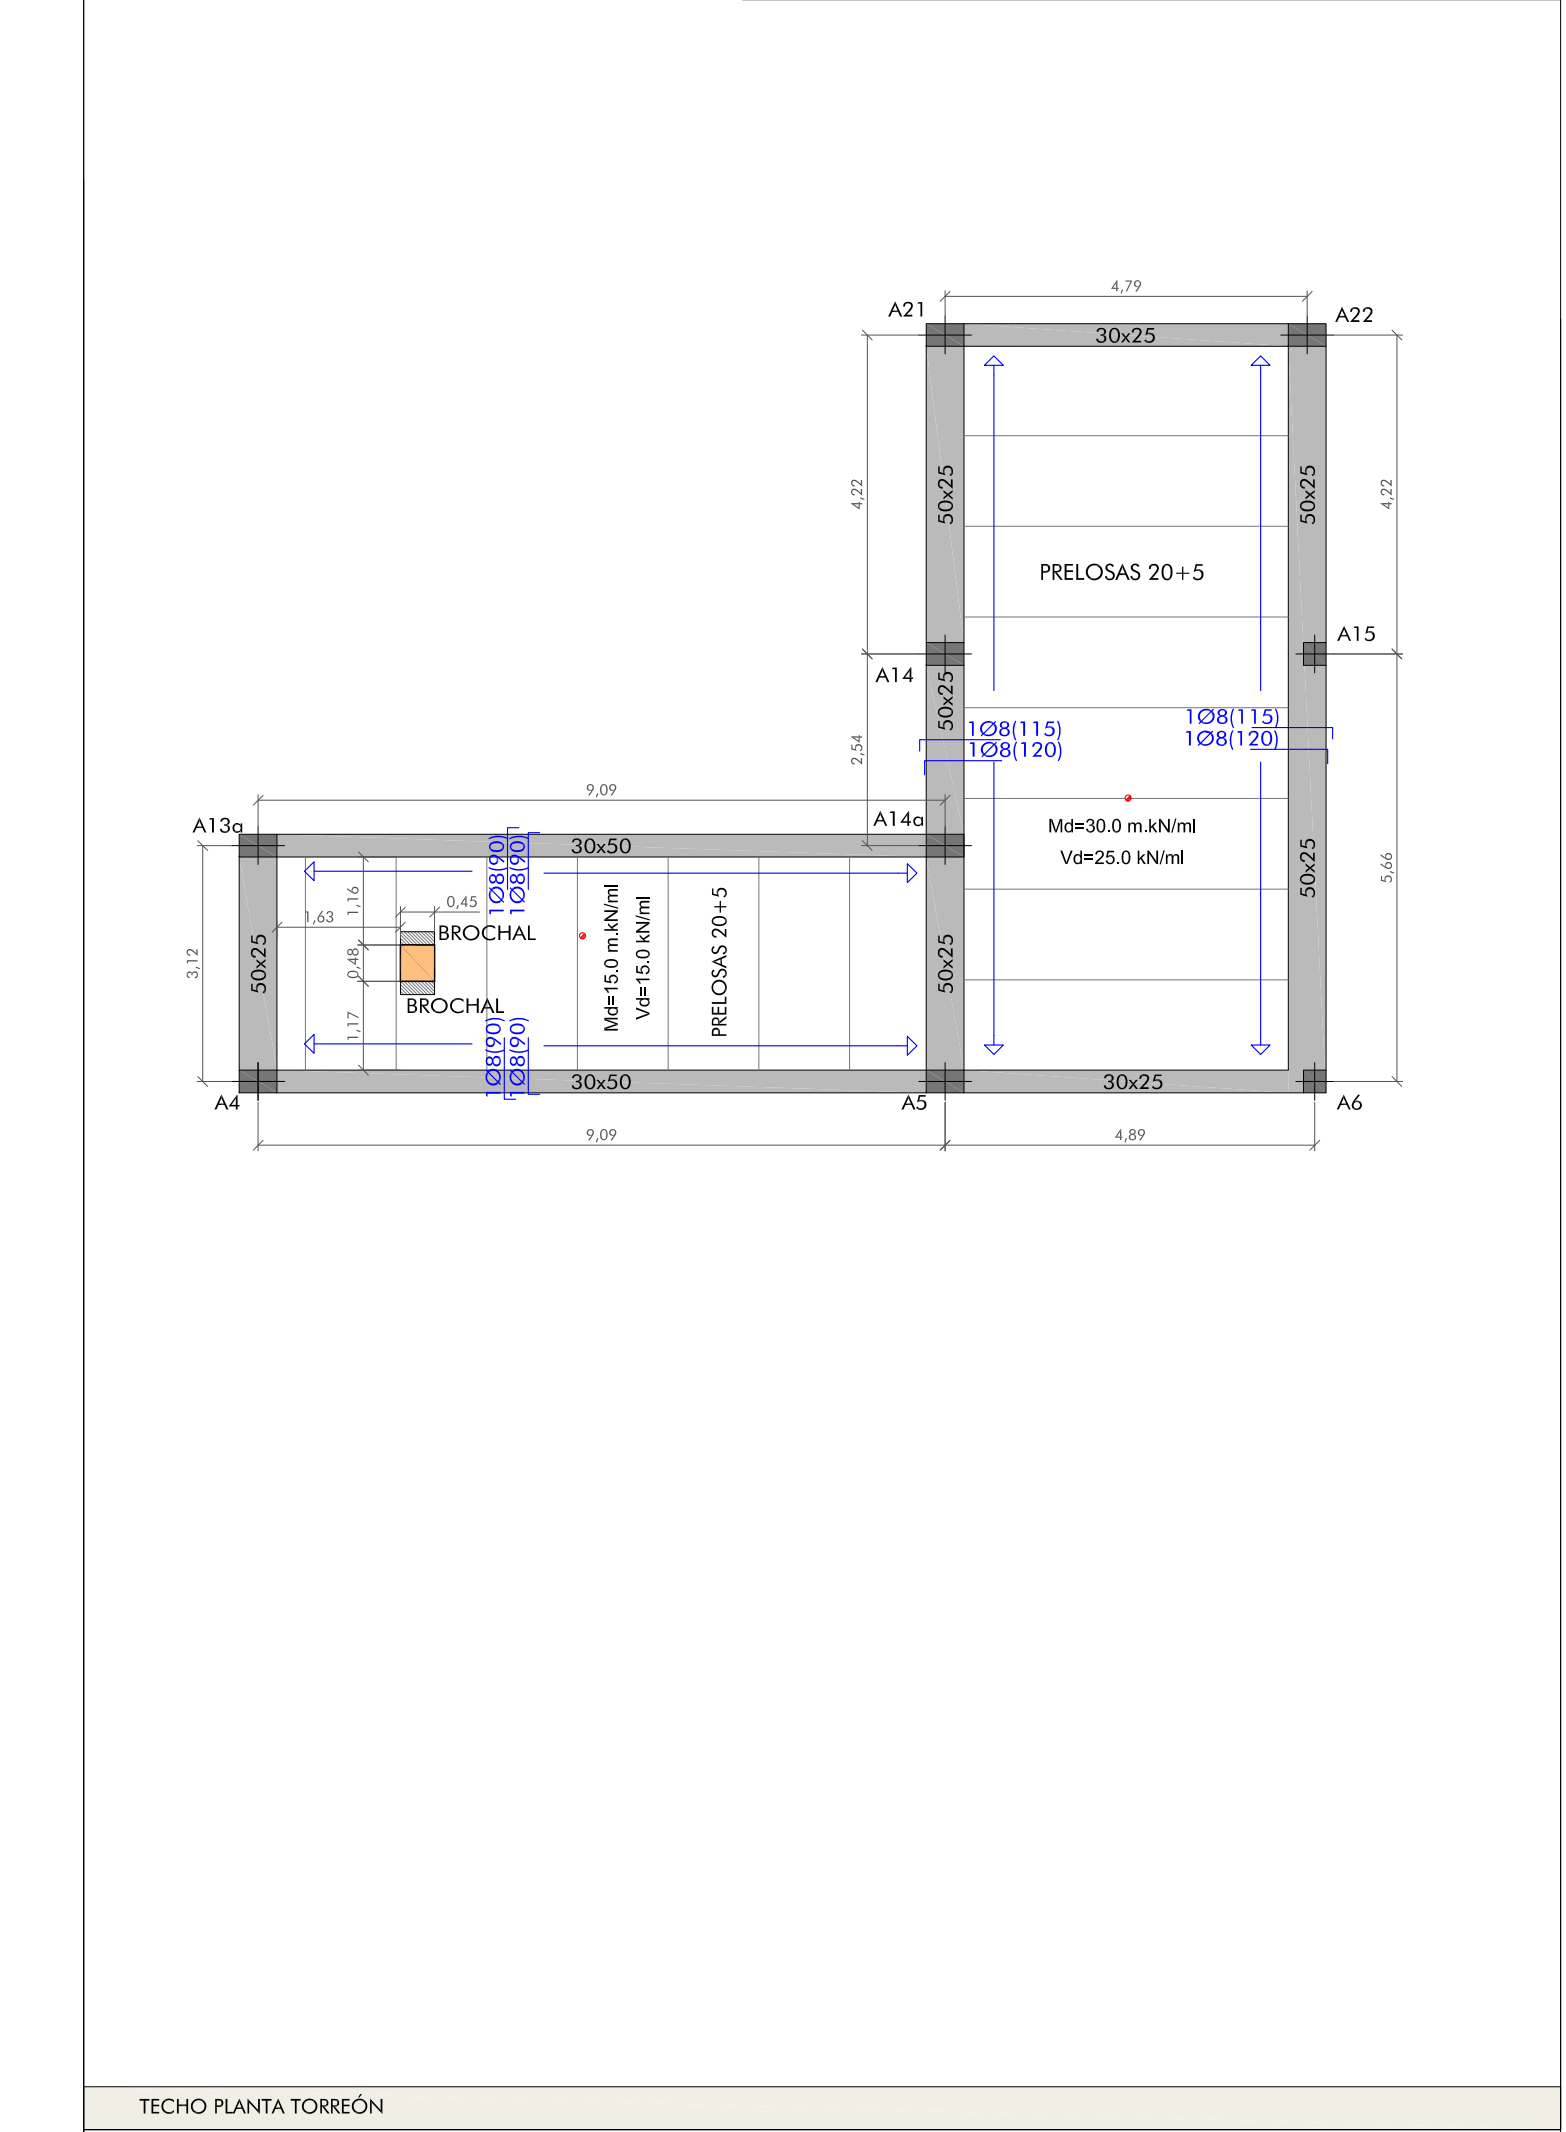 4,79
A21
A22
30x25
4,22
50x25
50x25
4,22
PRELOSAS 20+5
A15
A14
50x25
1Ø8(115)
1Ø8(120)
1Ø8(115)
1Ø8(120)
2,54
9,09
A13a
A14a
30x50
Md=30.0 m.kN/ml
Vd=25.0 kN/ml
50x25
5,66
1Ø8(90)
1Ø8(90)
1,16
0,45
1,63
BROCHAL
3,12
50x25
0,48
Md=15.0 m.kN/ml
Vd=15.0 kN/ml
PRELOSAS 20+5
50x25
BROCHAL
1,17
1Ø8(90)
1Ø8(90)
30x50
30x25
A4
A5
A6
9,09
4,89
TECHO PLANTA TORREÓN